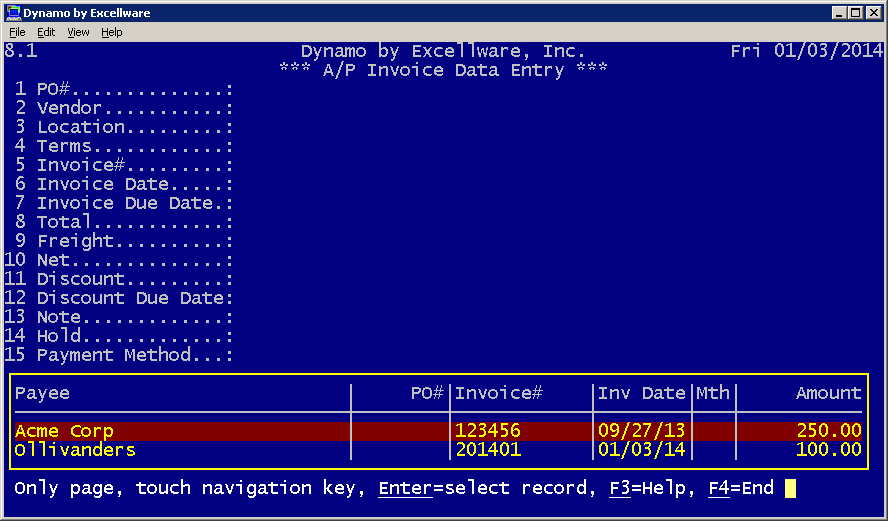 Dynamo by Excellware
File Edit View Help
8.1 Dynamo by Excellware, Inc. Fri 01/03/2014
*** A/P Invoice Data Entry ***
1 PO#..............:
2 Vendor...........:
3 Location.........:
4 Terms............:
5 Invoice#.........:
6 Invoice Date.....:
7 Invoice Due Date.:
8 Total............:
9 Freight..........:
10 Net..............:
11 Discount.........:
12 Discount Due Date:
13 Note.............:
14 Hold.............:
15 Payment Method...:
Payee PO# Invoice# Inv Date Mth Amount
Acme Corp 123456 09/27/13 250.00
Ollivanders 201401 01/03/14 100.00
Only page, touch navigation key, Enter=select record, F3=Help, F4=End